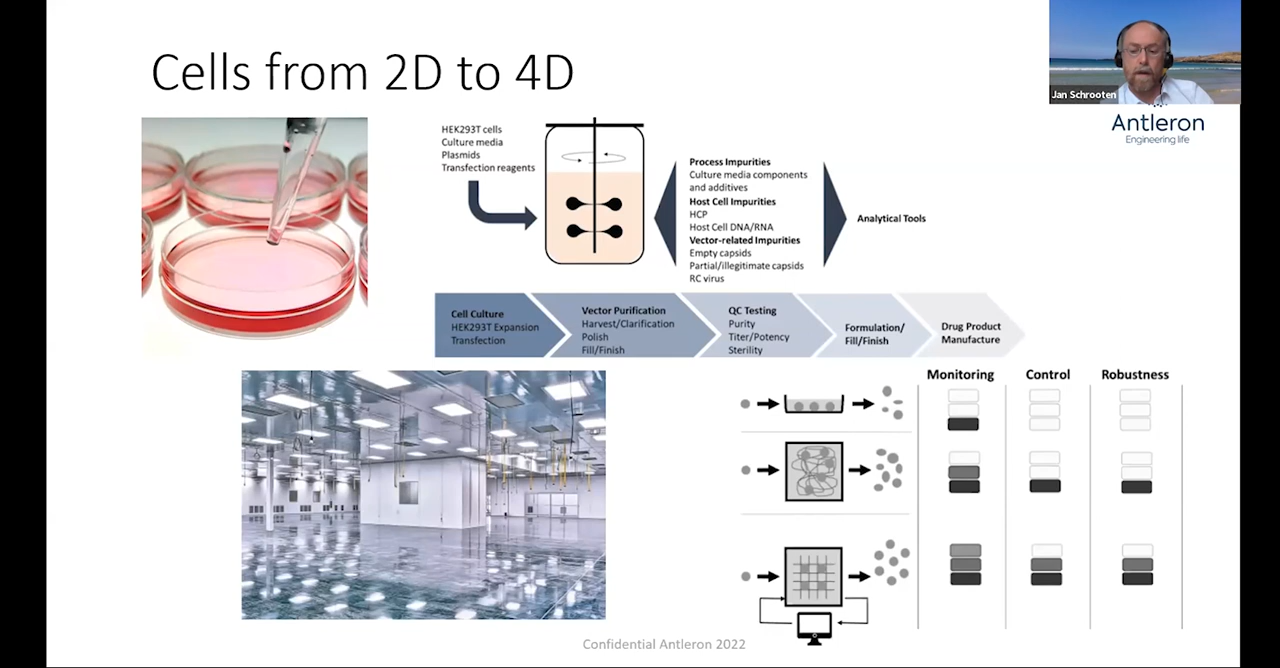 Cells from 2D to 4D
Jan Schrooten
Antleron
Engineering life
HEK293T cells
Culture media
Plasmids
Transfection reagents
Process Impurities
Culture media components
and additives
Host Cell Impurities
HCP
Host Cell DNA/RNA
Vector-related Impurities
Empty capsids
Partial/illegitimate capsids
RC virus
Analytical Tools
Cell Culture
HEK293T Expansion
Transfection
Vector Purification
Harvest/Clarification
Polish
Fill/Finish
QC Testing
Purity
Titer/Potency
Sterility
Formulation/
Fill/Finish
Drug Product
Manufacture
Monitoring
Control
Robustness
Confidential Antleron 2022